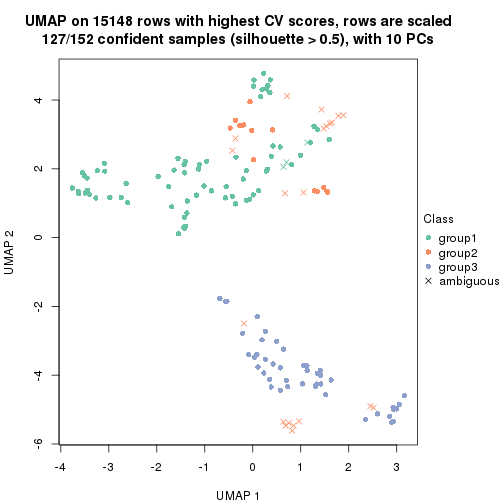 UMAP on 15148 rows with highest CV scores, rows are scaled
127/152 confident samples (silhouette > 0.5), with 10 PCs
4
2
0
-2
-4
-6
UMAP 2
-4
-3
-2
-1
0
1
2
3
UMAP 1
Class
group1
group2
group3
ambiguous